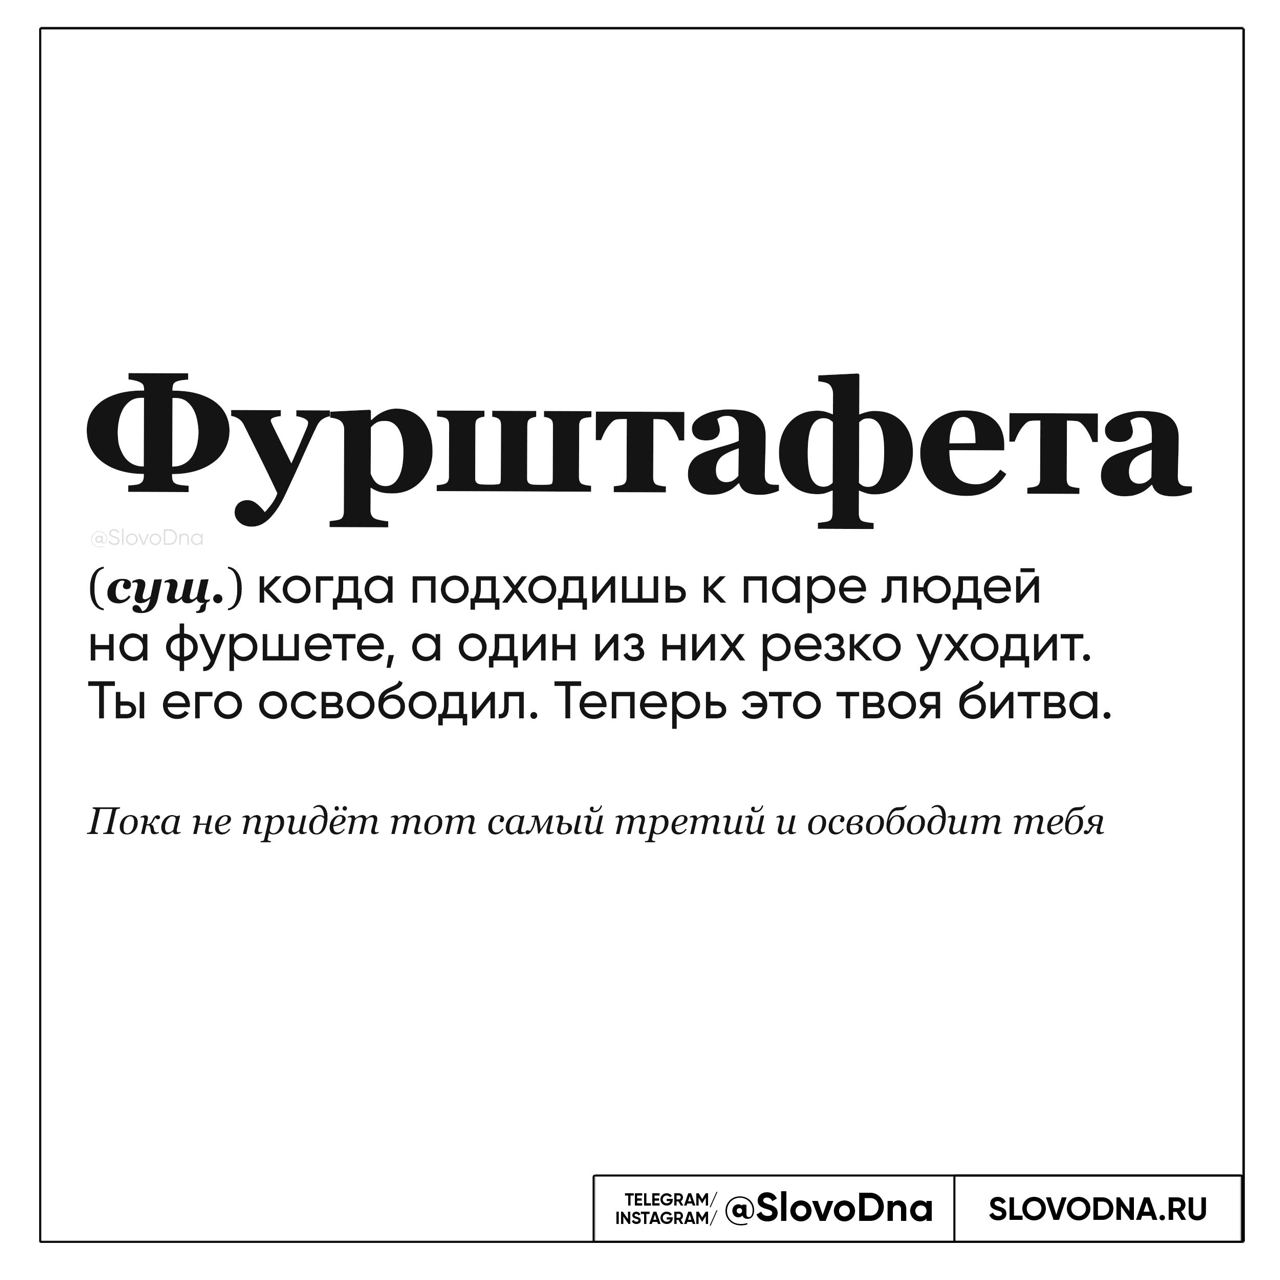 Фурштафета
@SlovoDna
(сущ.) когда подходишь к паре людей
на фуршете, а один из них резко уходит.
Ты его освободил. Теперь это твоя битва.
Пока не придёт тот самый третий и освободит тебя
TELEGRAM/
INSTAGRAM/
@SlovoDna
SLOVODNA.RU